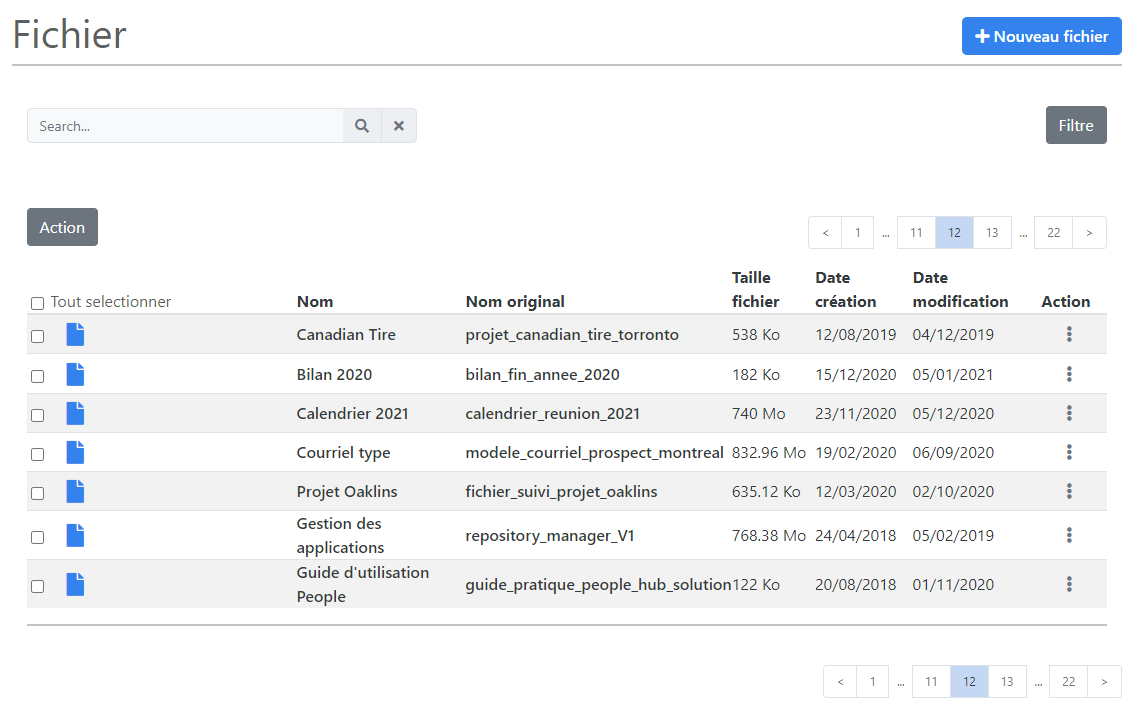 Fichier
+ Nouveau fichier
Search...
Filtre
Action
< 1 ... 11 12 13 ... 22 >
Tout selectionner Nom Nom original Taille fichier Date création Date modification Action
Canadian Tire projet_canadian_tire_torronto 538 Ko 12/08/2019 04/12/2019
Bilan 2020 bilan_fin_annee_2020 182 Ko 15/12/2020 05/01/2021
Calendrier 2021 calendrier_reunion_2021 740 Mo 23/11/2020 05/12/2020
Courriel type modele_courriel_prospect_montreal 832.96 Mo 19/02/2020 06/09/2020
Projet Oaklins fichier_suivi_projet_oaklins 635.12 Ko 12/03/2020 02/10/2020
Gestion des applications repository_manager_V1 768.38 Mo 24/04/2018 05/02/2019
Guide d'utilisation People guide_pratique_people_hub_solution 122 Ko 20/08/2018 01/11/2020
< 1 ... 11 12 13 ... 22 >